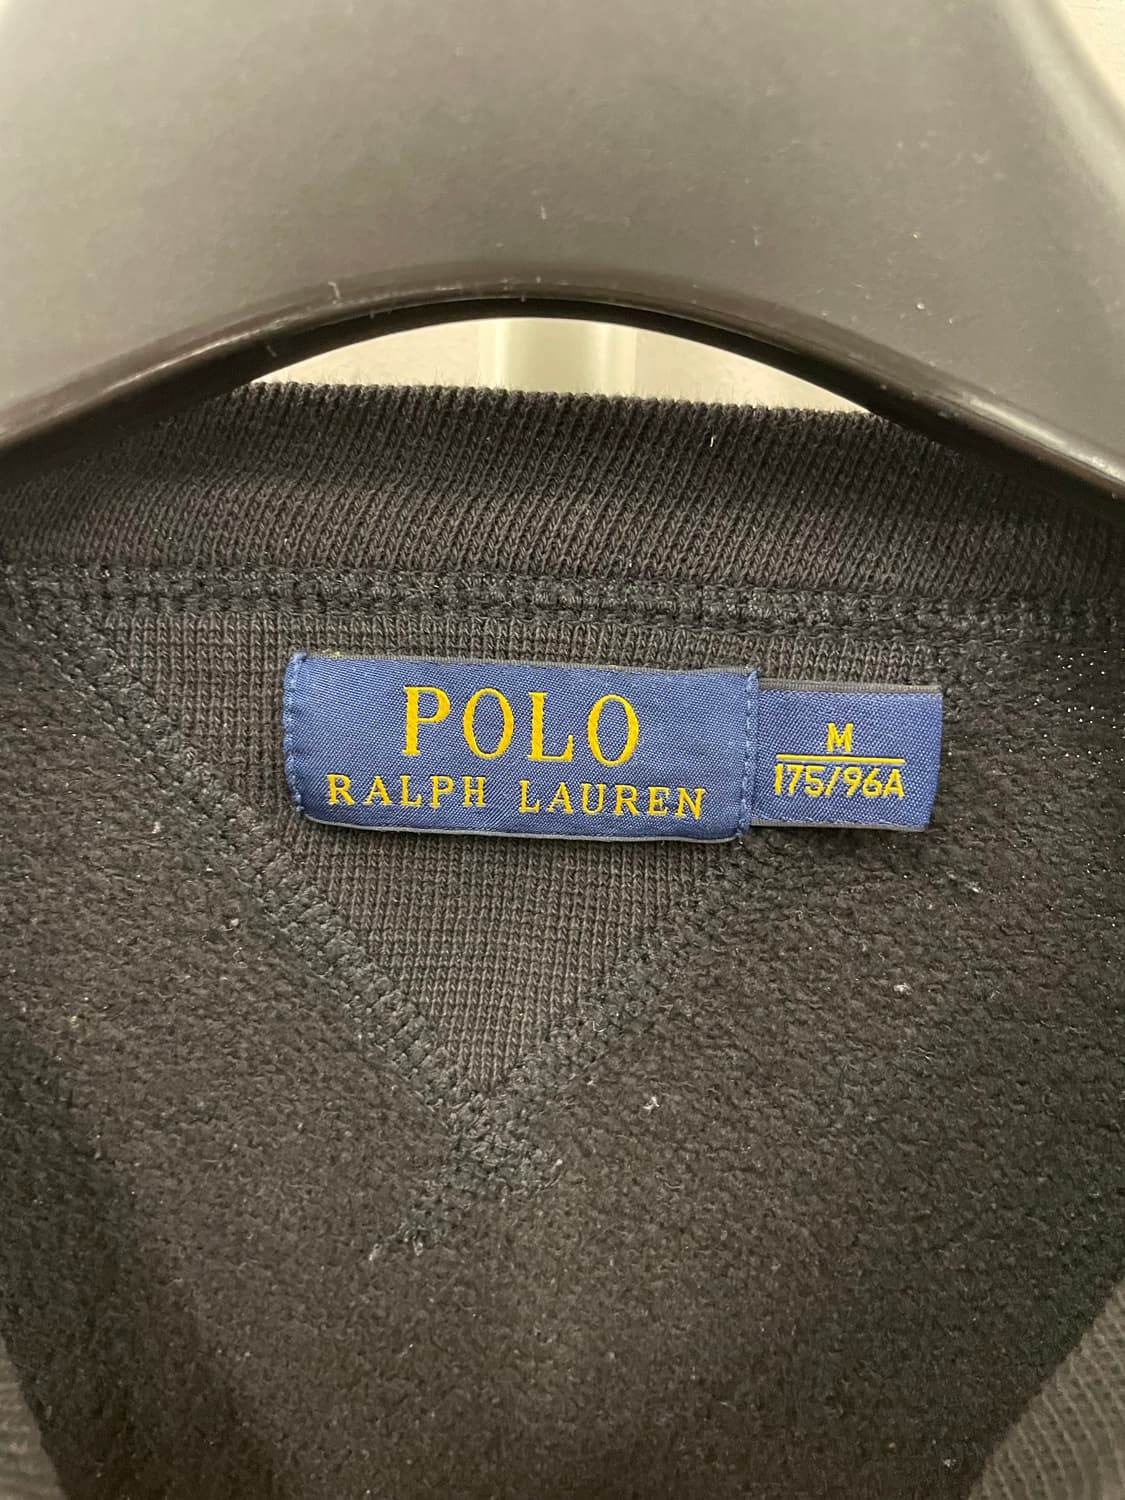 POLO
RALPH LAUREN
M
175/96A